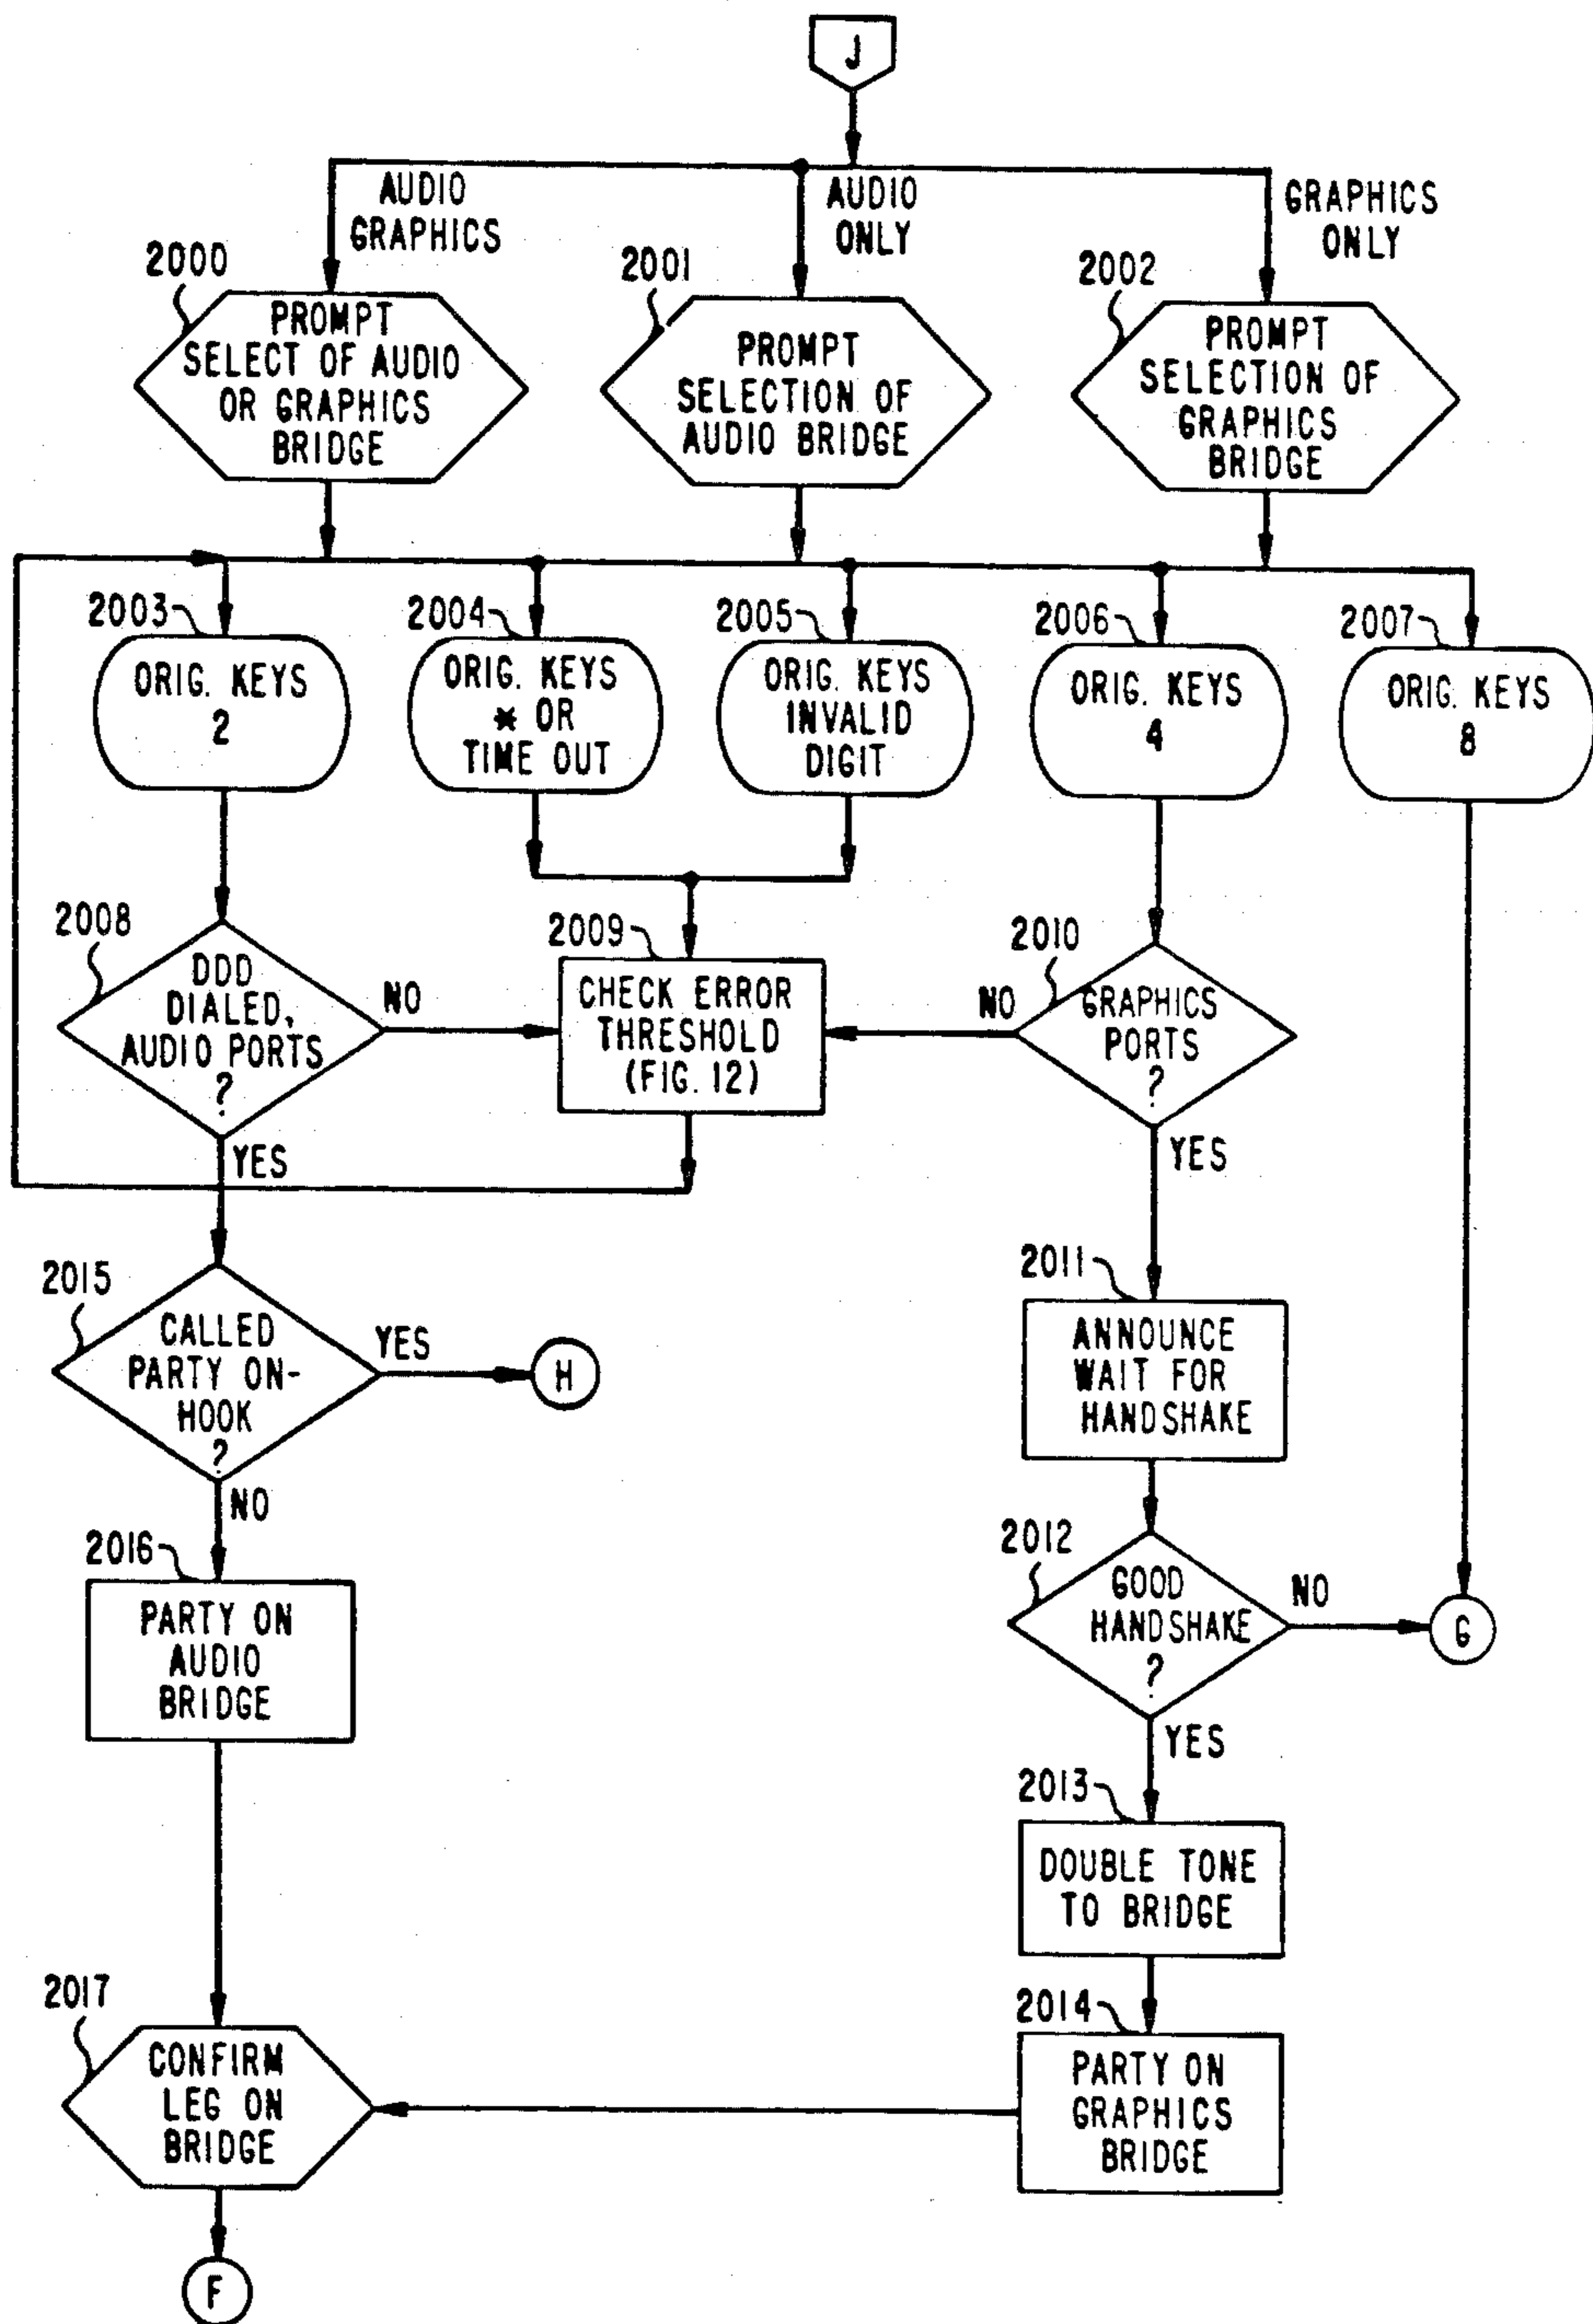 J
AUDIO
GRAPHICS
AUDIO
ONLY
GRAPHICS
ONLY
2000
PROMPT
SELECT OF AUDIO
OR GRAPHICS
BRIDGE
2001
PROMPT
SELECTION OF
AUDIO BRIDGE
2002
PROMPT
SELECTION OF
GRAPHICS
BRIDGE
2003
ORIG. KEYS
2
2004
ORIG. KEYS
* OR
TIME OUT
2005
ORIG. KEYS
INVALID
DIGIT
2006
ORIG. KEYS
4
2007
ORIG. KEYS
8
2008
DDD
DIALED,
AUDIO PORTS
?
NO
YES
2009
CHECK ERROR
THRESHOLD
(FIG. 12)
2010
GRAPHICS
PORTS
?
NO
YES
2015
CALLED
PARTY ON-
HOOK
?
YES
H
NO
2011
ANNOUNCE
WAIT FOR
HANDSHAKE
2012
GOOD
HANDSHAKE
?
NO
G
YES
2016
PARTY ON
AUDIO
BRIDGE
2013
DOUBLE TONE
TO BRIDGE
2014
PARTY ON
GRAPHICS
BRIDGE
2017
CONFIRM
LEG ON
BRIDGE
F